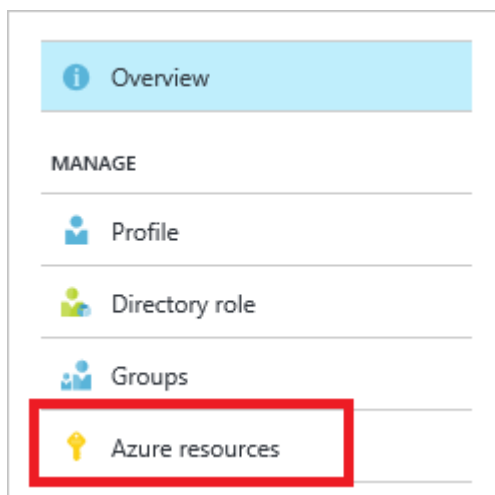 Overview
MANAGE
Profile
Directory role
Groups
Azure resources